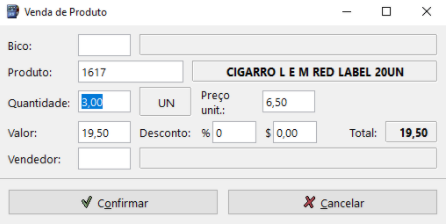 Venda de Produto
Bico:
Produto: 1617 CIGARRO L E M RED LABEL 20UN
Quantidade: 3,00 UN Preço unit.: 6,50
Valor: 19,50 Desconto: % 0 $ 0,00 Total: 19,50
Vendedor:
Confirmar Cancelar